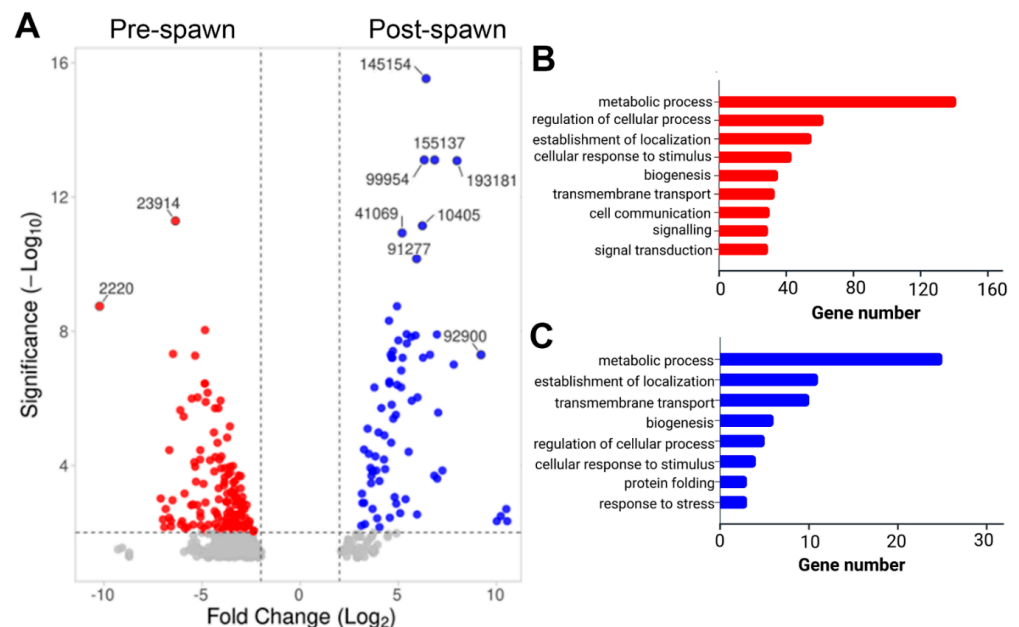 A
Pre-spawn
Post-spawn
16
12
8
4
Significance (−Log10)
145154
155137
99954
193181
23914
41069
10405
91277
2220
92900
-10
-5
0
5
10
Fold Change (Log2)
B
metabolic process
regulation of cellular process
establishment of localization
cellular response to stimulus
biogenesis
transmembrane transport
cell communication
signalling
signal transduction
0
40
80
120
160
Gene number
C
metabolic process
establishment of localization
transmembrane transport
biogenesis
regulation of cellular process
cellular response to stimulus
protein folding
response to stress
0
10
20
30
Gene number